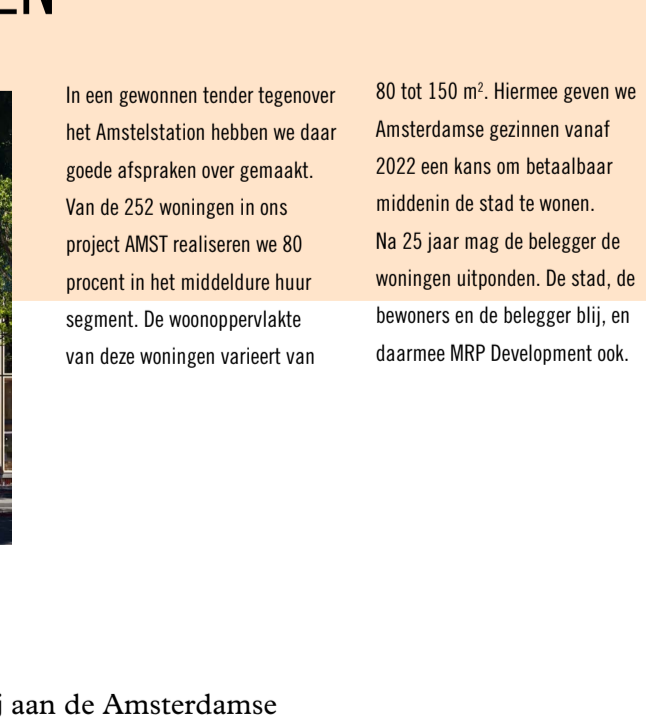 In een gewonnen tender tegenover
het Amstelstation hebben we daar
goede afspraken over gemaakt.
Van de 252 woningen in ons
project AMST realiseren we 80
procent in het middeldure huur
segment. De woonoppervlakte
van deze woningen varieert van
80 tot 150 m². Hiermee geven we
Amsterdamse gezinnen vanaf
2022 een kans om betaalbaar
middenin de stad te wonen.
Na 25 jaar mag de belegger de
woningen uitponden. De stad, de
bewoners en de belegger blij, en
daarmee MRP Development ook.
aan de Amsterdamse